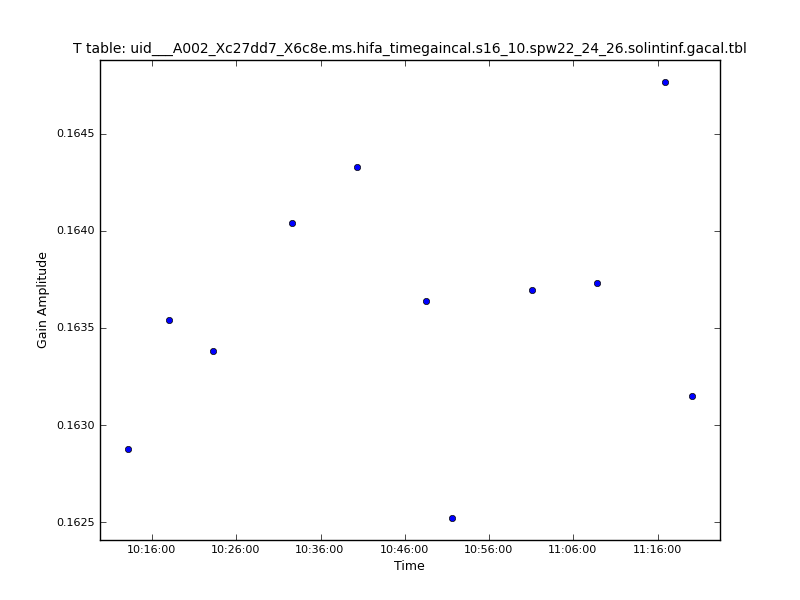 T table: uid___A002_Xc27dd7_X6c8e.ms.hifa_timegaincal.s16_10.spw22_24_26.solintinf.gacal.tbl
Gain Amplitude
0.1645
0.1640
0.1635
0.1630
0.1625
10:16:00 10:26:00 10:36:00 10:46:00 10:56:00 11:06:00 11:16:00
Time